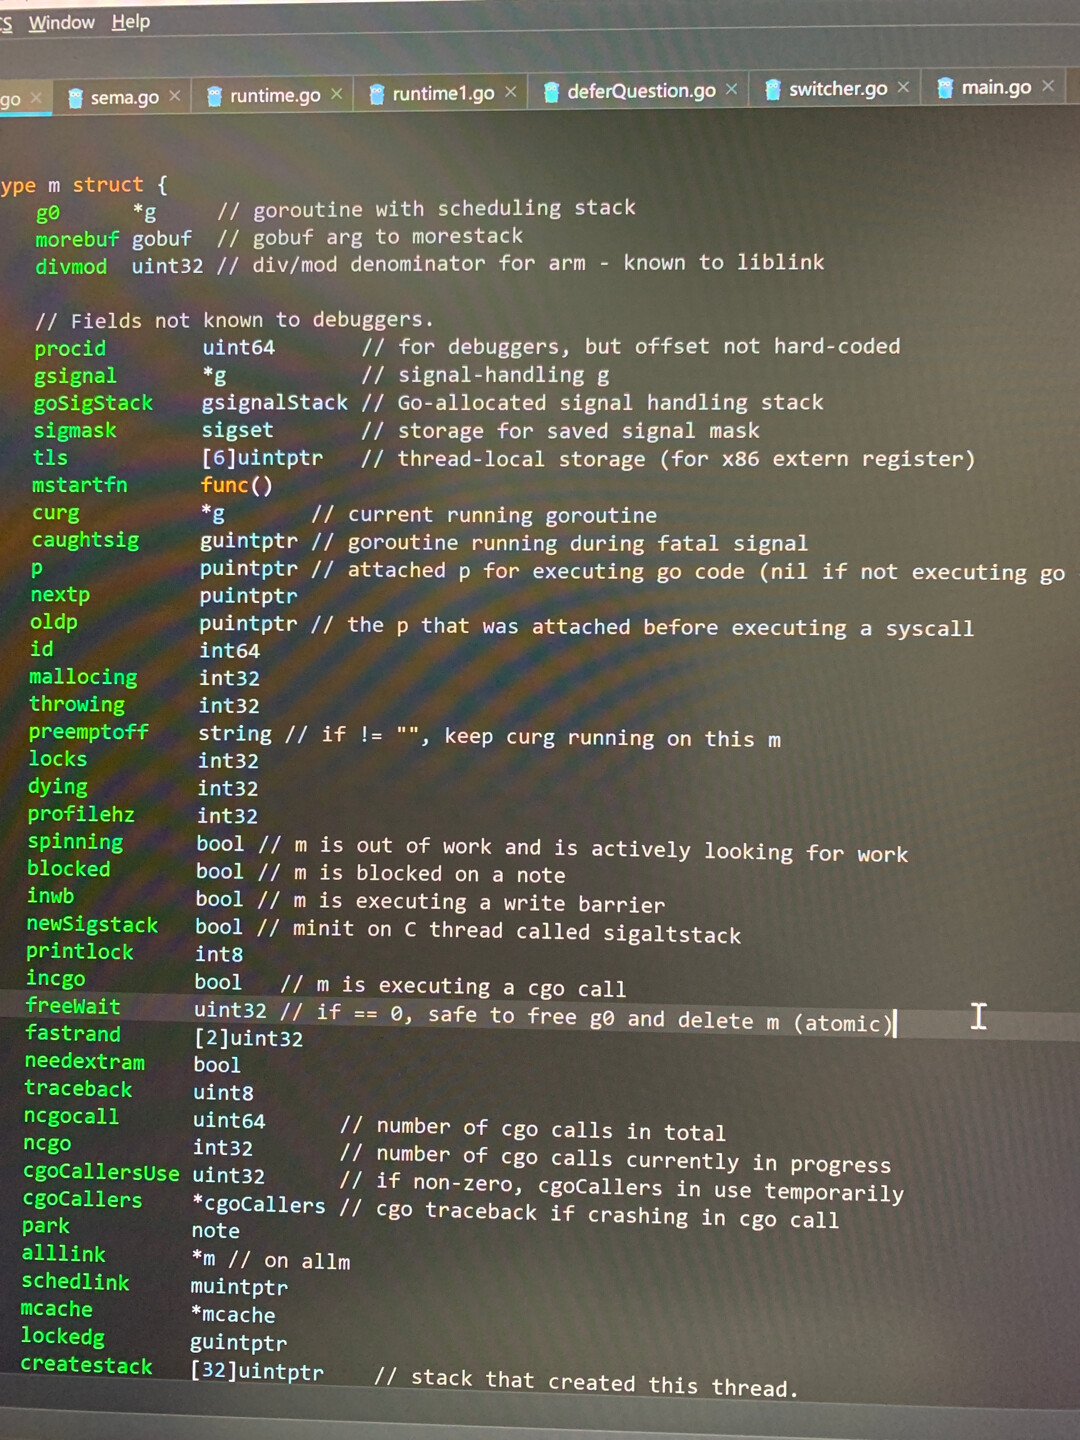 Window Help
go × sema.go × runtime.go × runtime1.go × deferQuestion.go × switcher.go × main.go ×
ype m struct {
g0 *g // goroutine with scheduling stack
morebuf gobuf // gobuf arg to morestack
divmod uint32 // div/mod denominator for arm - known to liblink
// Fields not known to debuggers.
procid uint64 // for debuggers, but offset not hard-coded
gsignal *g // signal-handling g
goSigStack gsignalStack // Go-allocated signal handling stack
sigmask sigset // storage for saved signal mask
tls [6]uintptr // thread-local storage (for x86 extern register)
mstartfn func()
curg *g // current running goroutine
caughtsig guintptr // goroutine running during fatal signal
p puintptr // attached p for executing go code (nil if not executing go
nextp puintptr
oldp puintptr // the p that was attached before executing a syscall
id int64
mallocing int32
throwing int32
preemptoff string // if != "", keep curg running on this m
locks int32
dying int32
profilehz int32
spinning bool // m is out of work and is actively looking for work
blocked bool // m is blocked on a note
inwb bool // m is executing a write barrier
newSigstack bool // minit on C thread called sigaltstack
printlock int8
incgo bool // m is executing a cgo call
freeWait uint32 // if == 0, safe to free g0 and delete m (atomic)
fastrand [2]uint32
needextram bool
traceback uint8
ncgocall uint64 // number of cgo calls in total
ncgo int32 // number of cgo calls currently in progress
cgoCallersUse uint32 // if non-zero, cgoCallers in use temporarily
cgoCallers *cgoCallers // cgo traceback if crashing in cgo call
park note
alllink *m // on allm
schedlink muintptr
mcache *mcache
lockedg guintptr
createstack [32]uintptr // stack that created this thread.